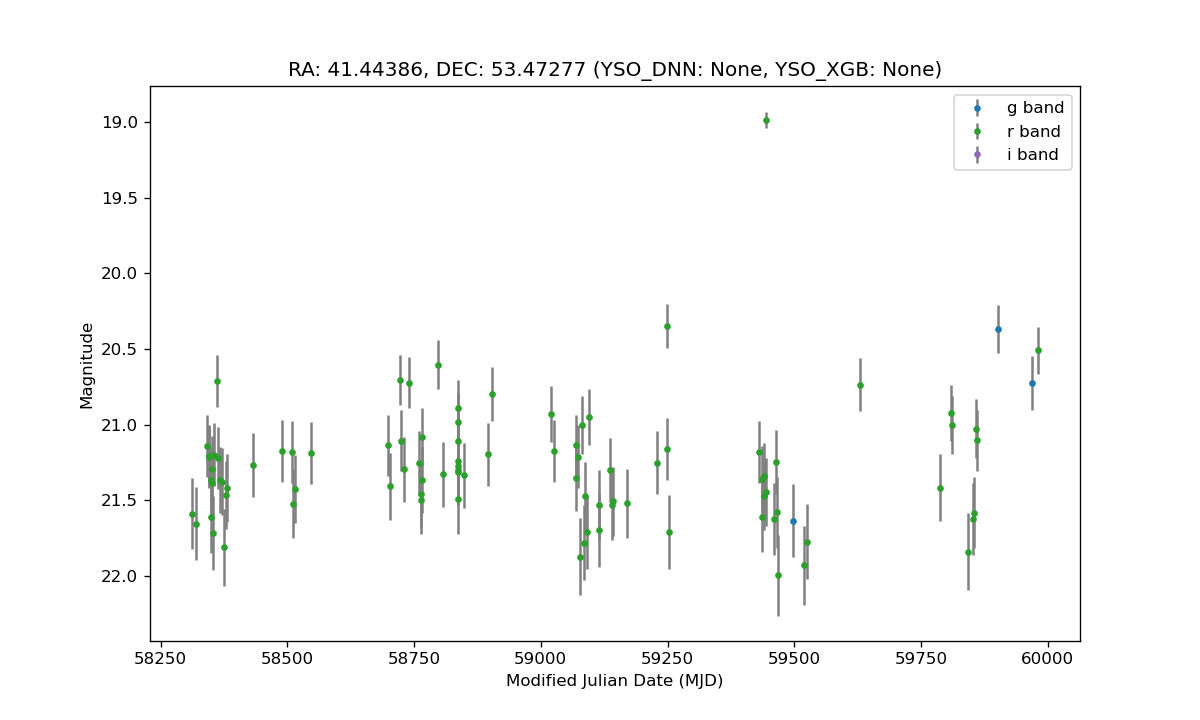 RA: 41.44386, DEC: 53.47277 (YSO_DNN: None, YSO_XGB: None)
g band
r band
i band
19.0
19.5
20.0
20.5
21.0
21.5
22.0
Magnitude
58250 58500 58750 59000 59250 59500 59750 60000
Modified Julian Date (MJD)